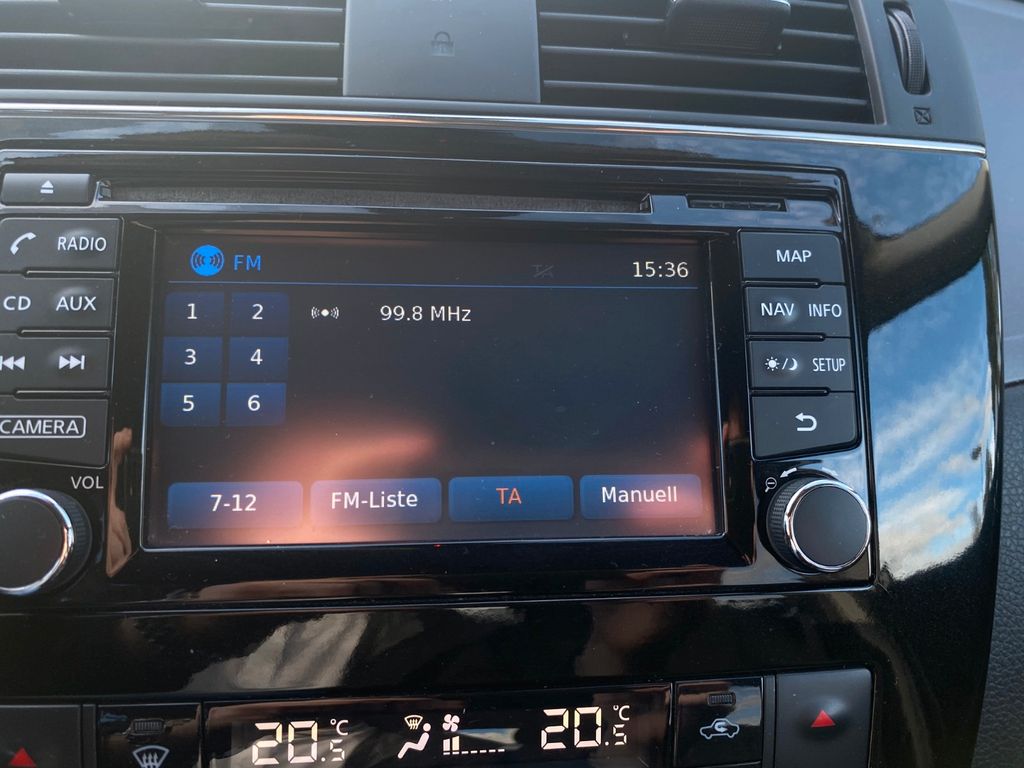 RADIO
CD AUX
CAMERA
VOL
FM 15:36
1 2 99.8 MHz
3 4
5 6
7-12 FM-Liste TA Manuell
MAP
NAV INFO
SETUP
20.5 °C 20.5 °C